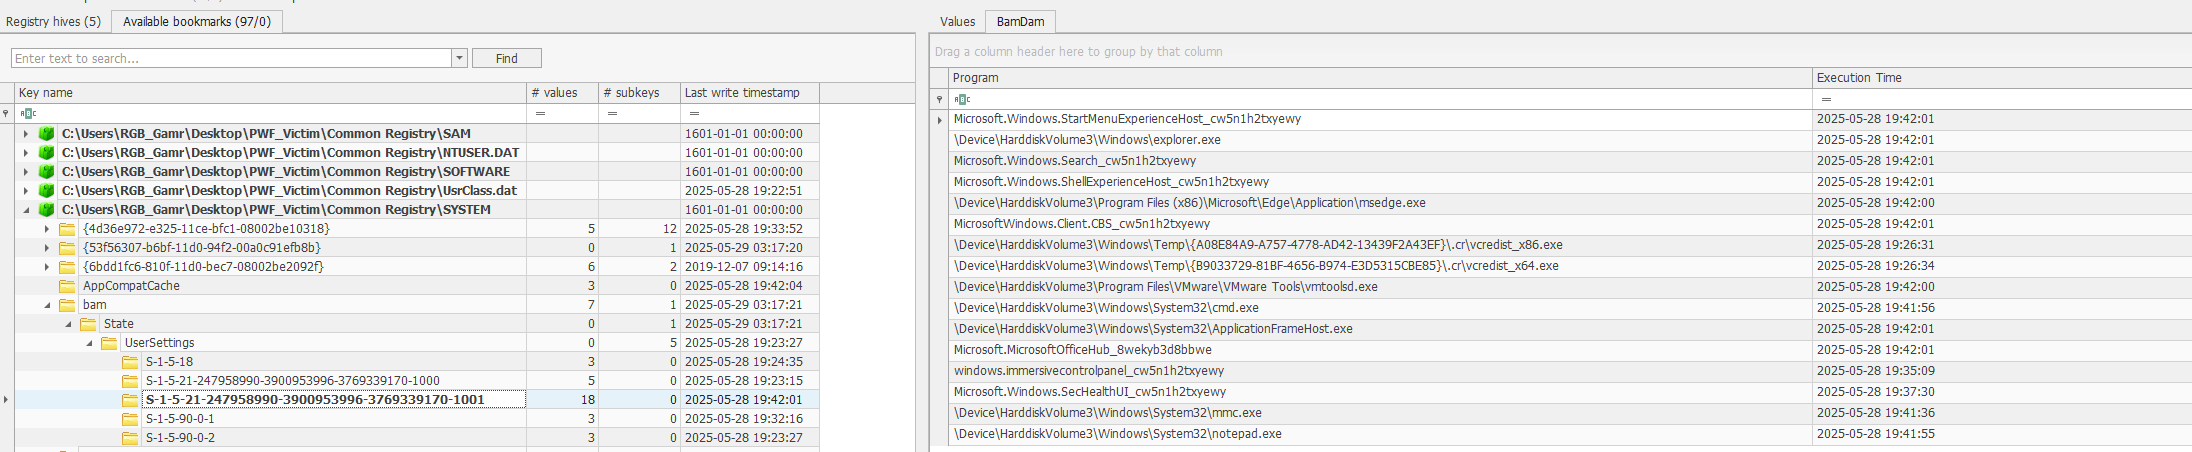 Registry hives (5) Available bookmarks (97/0)
Enter text to search... Find
Key name # values # subkeys Last write timestamp
ABC = = =
C:\Users\RGB_Gamr\Desktop\PWF_Victim\Common Registry\SAM 1601-01-01 00:00:00
C:\Users\RGB_Gamr\Desktop\PWF_Victim\Common Registry\NTUSER.DAT 1601-01-01 00:00:00
C:\Users\RGB_Gamr\Desktop\PWF_Victim\Common Registry\SOFTWARE 1601-01-01 00:00:00
C:\Users\RGB_Gamr\Desktop\PWF_Victim\Common Registry\UsrClass.dat 2025-05-28 19:22:51
C:\Users\RGB_Gamr\Desktop\PWF_Victim\Common Registry\SYSTEM 1601-01-01 00:00:00
{4d36e972-e325-11ce-bfc1-08002be10318} 5 12 2025-05-28 19:33:52
{53f56307-b6bf-11d0-94f2-00a0c91efb8b} 0 1 2025-05-29 03:17:20
{6bdd1fc6-810f-11d0-bec7-08002be2092f} 6 2 2019-12-07 09:14:16
AppCompatCache 3 0 2025-05-28 19:42:04
bam 7 1 2025-05-29 03:17:21
State 0 1 2025-05-29 03:17:21
UserSettings 0 5 2025-05-28 19:23:27
S-1-5-18 3 0 2025-05-28 19:24:35
S-1-5-21-247958990-3900953996-3769339170-1000 5 0 2025-05-28 19:23:15
S-1-5-21-247958990-3900953996-3769339170-1001 18 0 2025-05-28 19:42:01
S-1-5-90-0-1 3 0 2025-05-28 19:32:16
S-1-5-90-0-2 3 0 2025-05-28 19:23:27
Values BamDam
Drag a column header here to group by that column
Program Execution Time
ABC =
Microsoft.Windows.StartMenuExperienceHost_cw5n1h2txyewy 2025-05-28 19:42:01
\Device\HarddiskVolume3\Windows\explorer.exe 2025-05-28 19:42:01
Microsoft.Windows.Search_cw5n1h2txyewy 2025-05-28 19:42:01
Microsoft.Windows.ShellExperienceHost_cw5n1h2txyewy 2025-05-28 19:42:01
\Device\HarddiskVolume3\Program Files (x86)\Microsoft\Edge\Application\msedge.exe 2025-05-28 19:42:00
MicrosoftWindows.Client.CBS_cw5n1h2txyewy 2025-05-28 19:42:01
\Device\HarddiskVolume3\Windows\Temp\{A08E84A9-A757-4778-AD42-13439F2A43EF}\.cr\vcredist_x86.exe 2025-05-28 19:26:31
\Device\HarddiskVolume3\Windows\Temp\{B9033729-81BF-4656-B974-E3D5315CBE85}\.cr\vcredist_x64.exe 2025-05-28 19:26:34
\Device\HarddiskVolume3\Program Files\VMware\VMware Tools\vmtoolsd.exe 2025-05-28 19:42:00
\Device\HarddiskVolume3\Windows\System32\cmd.exe 2025-05-28 19:41:56
\Device\HarddiskVolume3\Windows\System32\ApplicationFrameHost.exe 2025-05-28 19:42:01
Microsoft.MicrosoftOfficeHub_8wekyb3d8bbwe 2025-05-28 19:42:01
windows.immersivecontrolpanel_cw5n1h2txyewy 2025-05-28 19:35:09
Microsoft.Windows.SecHealthUI_cw5n1h2txyewy 2025-05-28 19:37:30
\Device\HarddiskVolume3\Windows\System32\mmc.exe 2025-05-28 19:41:36
\Device\HarddiskVolume3\Windows\System32\notepad.exe 2025-05-28 19:41:55